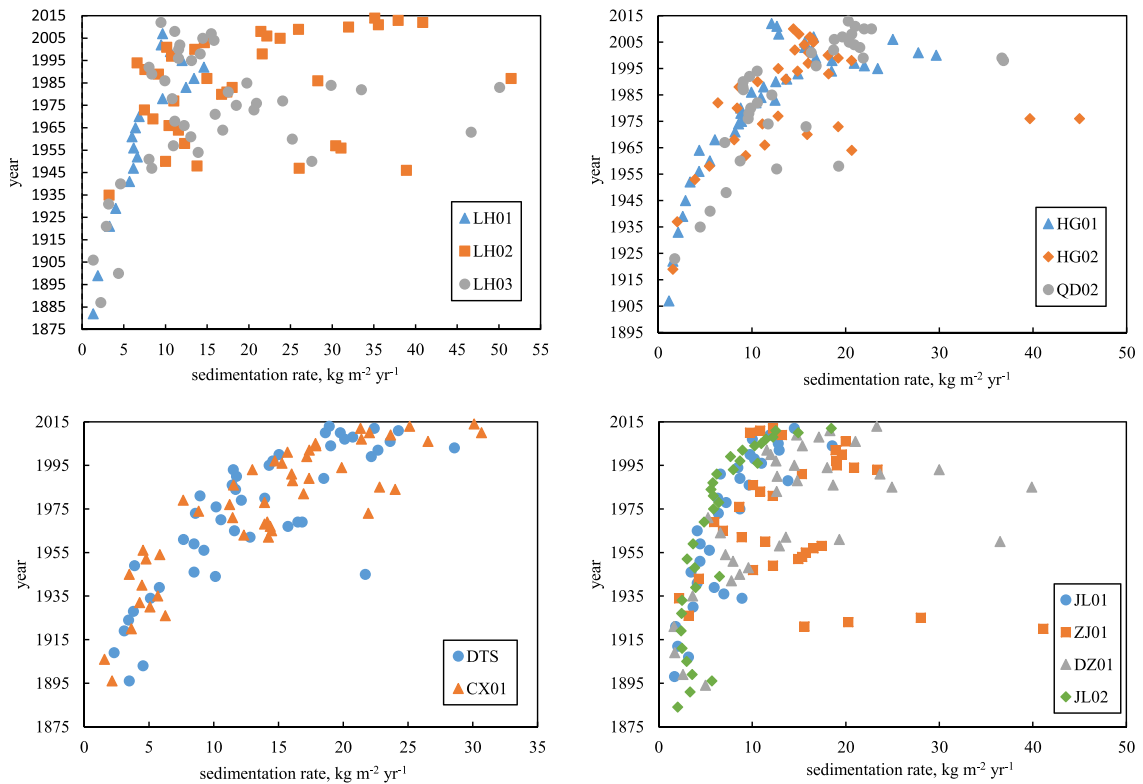 2015
2005
1995
1985
1975
1965
1955
1945
1935
1925
1915
1905
1895
1885
1875
year
0 5 10 15 20 25 30 35 40 45 50 55
sedimentation rate, kg m⁻² yr⁻¹
LH01
LH02
LH03
2015
2005
1995
1985
1975
1965
1955
1945
1935
1925
1915
1905
1895
year
0 10 20 30 40 50
sedimentation rate, kg m⁻² yr⁻¹
HG01
HG02
QD02
2015
1995
1975
1955
1935
1915
1895
1875
year
0 5 10 15 20 25 30 35
sedimentation rate, kg m⁻² yr⁻¹
DTS
CX01
2015
1995
1975
1955
1935
1915
1895
1875
year
0 10 20 30 40 50
sedimentation rate, kg m⁻² yr⁻¹
JL01
ZJ01
DZ01
JL02